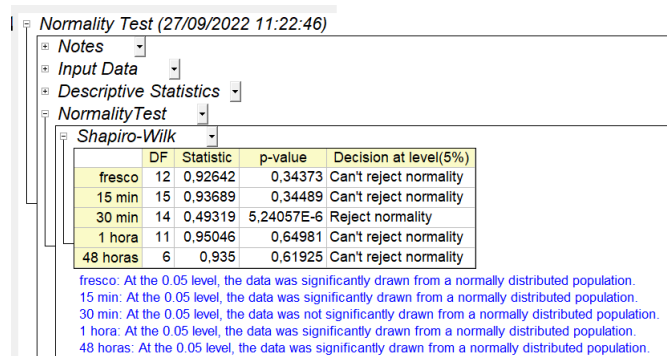 Normality Test (27/09/2022 11:22:46)
Notes
Input Data
Descriptive Statistics
NormalityTest
Shapiro-Wilk
DF Statistic p-value Decision at level(5%)
fresco 12 0,92642 0,34373 Can't reject normality
15 min 15 0,93689 0,34489 Can't reject normality
30 min 14 0,49319 5,24057E-6 Reject normality
1 hora 11 0,95046 0,64981 Can't reject normality
48 horas 6 0,935 0,61925 Can't reject normality
fresco: At the 0.05 level, the data was significantly drawn from a normally distributed population.
15 min: At the 0.05 level, the data was significantly drawn from a normally distributed population.
30 min: At the 0.05 level, the data was not significantly drawn from a normally distributed population.
1 hora: At the 0.05 level, the data was significantly drawn from a normally distributed population.
48 horas: At the 0.05 level, the data was significantly drawn from a normally distributed population.